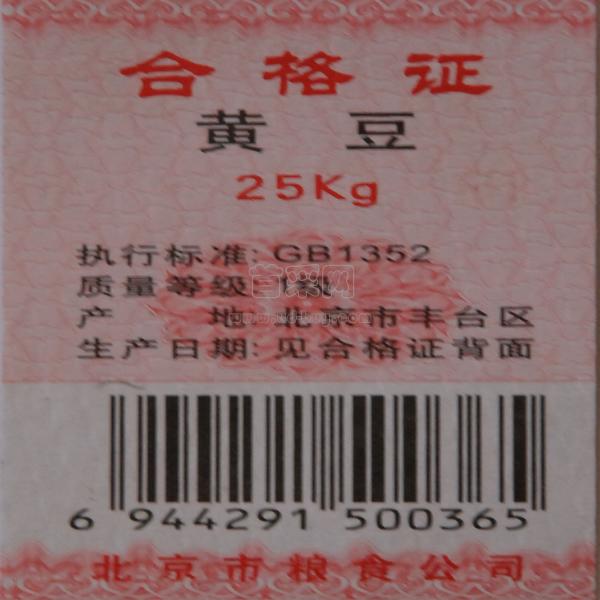 合格证
黄豆
25Kg
执行标准: GB1352
质量等级: 1级
产 地: 北京市丰台区
生产日期: 见合格证背面
6 944291 500365
北京市粮食公司